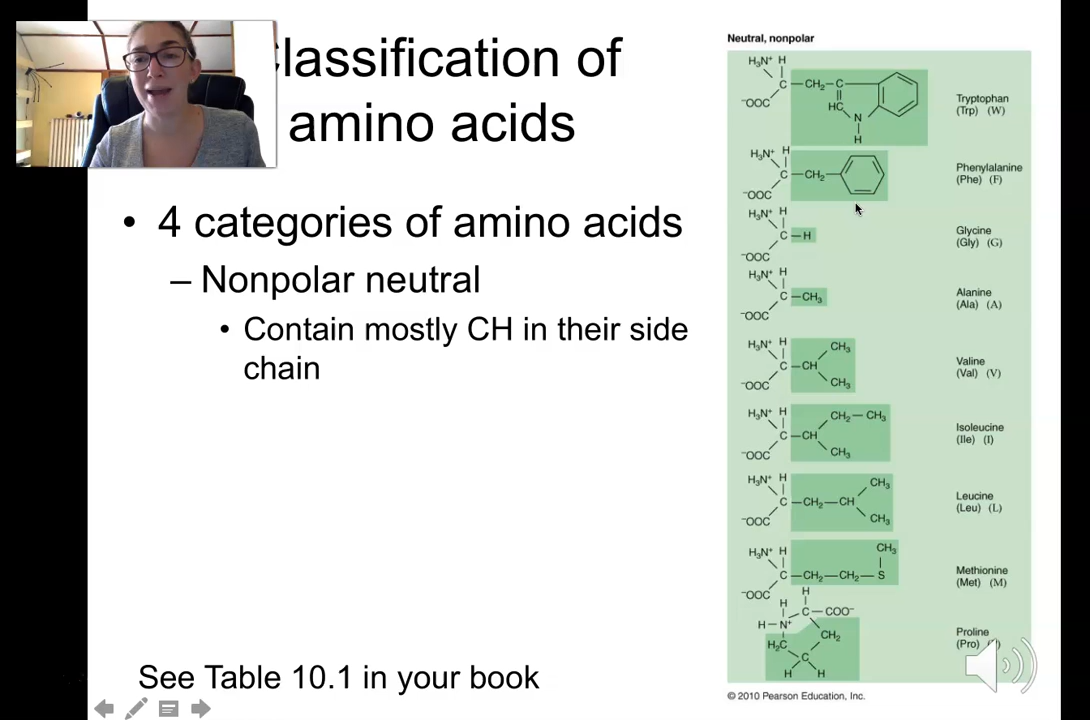 Classification of
amino acids
• 4 categories of amino acids
– Nonpolar neutral
• Contain mostly CH in their side
chain
See Table 10.1 in your book
Neutral, nonpolar
H₃N⁺ H
C—CH₂—C
⁻OOC
HC
N
H
Tryptophan
(Trp) (W)
H₃N⁺ H
C—CH₂
⁻OOC
Phenylalanine
(Phe) (F)
H₃N⁺ H
C—H
⁻OOC
Glycine
(Gly) (G)
H₃N⁺ H
C—CH₃
⁻OOC
Alanine
(Ala) (A)
H₃N⁺ H CH₃
C—CH
⁻OOC CH₃
Valine
(Val) (V)
H₃N⁺ H CH₂—CH₃
C—CH
⁻OOC CH₃
Isoleucine
(Ile) (I)
H₃N⁺ H CH₃
C—CH₂—CH
⁻OOC CH₃
Leucine
(Leu) (L)
H₃N⁺ H CH₃
C—CH₂—CH₂—S
⁻OOC
Methionine
(Met) (M)
H H
C—COO⁻
H—N⁺
CH₂
H₂C
C
H H
Proline
(Pro)
© 2010 Pearson Education, Inc.